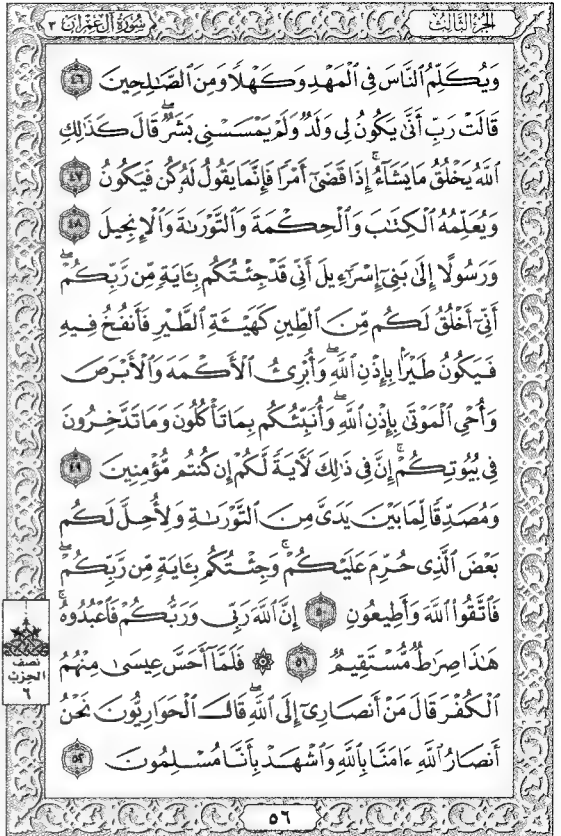 الجزء الثالث
سورة آل عمران ٣
وَيُكَلِّمُ ٱلنَّاسَ فِي ٱلْمَهْدِ وَكَهْلًا وَمِنَ ٱلصَّٰلِحِينَ ٤٦
قَالَتْ رَبِّ أَنَّىٰ يَكُونُ لِي وَلَدٌ وَلَمْ يَمْسَسْنِي بَشَرٌ ۖ قَالَ كَذَٰلِكِ
ٱللَّهُ يَخْلُقُ مَا يَشَآءُ ۚ إِذَا قَضَىٰٓ أَمْرًا فَإِنَّمَا يَقُولُ لَهُۥ كُن فَيَكُونُ ٤٧
وَيُعَلِّمُهُ ٱلْكِتَٰبَ وَٱلْحِكْمَةَ وَٱلتَّوْرَىٰةَ وَٱلْإِنجِيلَ ٤٨
وَرَسُولًا إِلَىٰ بَنِيٓ إِسْرَٰٓءِيلَ أَنِّي قَدْ جِئْتُكُم بِـَٔايَةٍ مِّن رَّبِّكُمْ ۖ
أَنِّيٓ أَخْلُقُ لَكُم مِّنَ ٱلطِّينِ كَهَيْـَٔةِ ٱلطَّيْرِ فَأَنفُخُ فِيهِ
فَيَكُونُ طَيْرًۢا بِإِذْنِ ٱللَّهِ ۖ وَأُبْرِئُ ٱلْأَكْمَهَ وَٱلْأَبْرَصَ
وَأُحْيِ ٱلْمَوْتَىٰ بِإِذْنِ ٱللَّهِ ۖ وَأُنَبِّئُكُم بِمَا تَأْكُلُونَ وَمَا تَدَّخِرُونَ
فِي بُيُوتِكُمْ ۚ إِنَّ فِي ذَٰلِكَ لَـَٔايَةً لَّكُمْ إِن كُنتُم مُّؤْمِنِينَ ٤٩
وَمُصَدِّقًا لِّمَا بَيْنَ يَدَيَّ مِنَ ٱلتَّوْرَىٰةِ وَلِأُحِلَّ لَكُم
بَعْضَ ٱلَّذِي حُرِّمَ عَلَيْكُمْ ۚ وَجِئْتُكُم بِـَٔايَةٍ مِّن رَّبِّكُمْ ۖ
فَٱتَّقُوا۟ ٱللَّهَ وَأَطِيعُونِ ٥٠ إِنَّ ٱللَّهَ رَبِّي وَرَبُّكُمْ فَٱعْبُدُوهُ ۗ
هَٰذَا صِرَٰطٌ مُّسْتَقِيمٌ ٥١ ۞ فَلَمَّآ أَحَسَّ عِيسَىٰ مِنْهُمُ
نصف
الحزب
٦
ٱلْكُفْرَ قَالَ مَنْ أَنصَارِيٓ إِلَى ٱللَّهِ ۖ قَالَ ٱلْحَوَارِيُّونَ نَحْنُ
أَنصَارُ ٱللَّهِ ءَامَنَّا بِٱللَّهِ وَٱشْهَدْ بِأَنَّا مُسْلِمُونَ ٥٢
٥٦